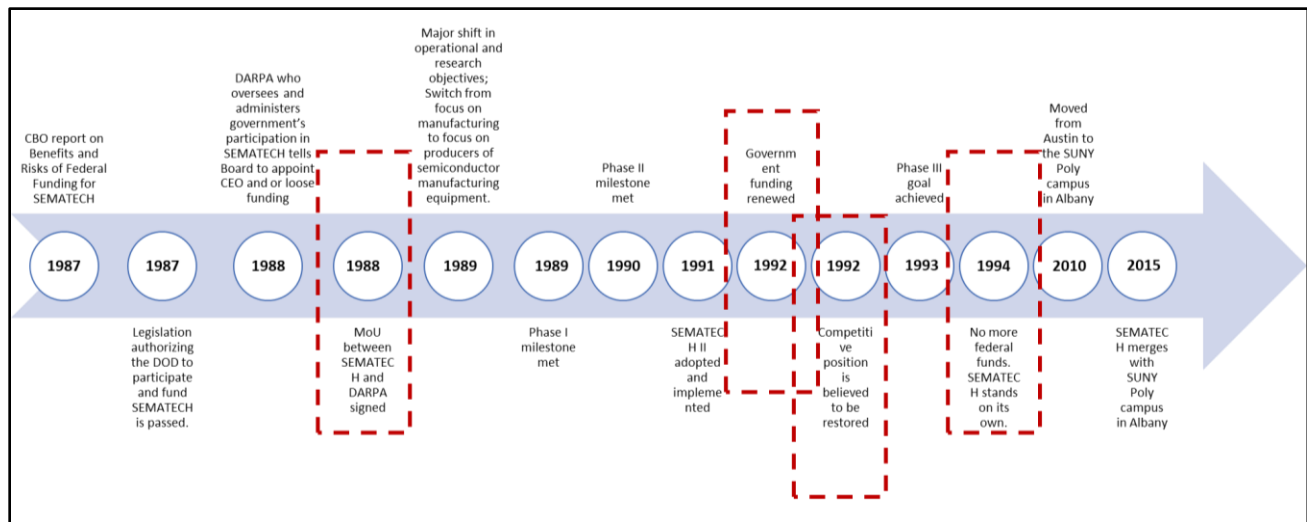 CBO report on
Benefits and
Risks of Federal
Funding for
SEMATECH
DARPA who
oversees and
administers
government's
participation in
SEMATECH tells
Board to appoint
CEO and or loose
funding
Major shift in
operational and
research
objectives;
Switch from
focus on
manufacturing
to focus on
producers of
semiconductor
manufacturing
equipment.
Phase II
milestone
met
Governm
ent
funding
renewed
Phase III
goal
achieved
Moved
from
Austin to
the SUNY
Poly
campus
in Albany
1987
1987
1988
1988
1989
1989
1990
1991
1992
1992
1993
1994
2010
2015
Legislation
authorizing
the DOD to
participate
and fund
SEMATECH
is passed.
MoU
between
SEMATEC
H and
DARPA
signed
Phase I
milestone
met
SEMATEC
H II
adopted
and
impleme
nted
Competiti
ve
position
is
believed
to be
restored
No more
federal
funds.
SEMATEC
H stands
on its
own.
SEMATEC
H merges
with
SUNY
Poly
campus
in Albany